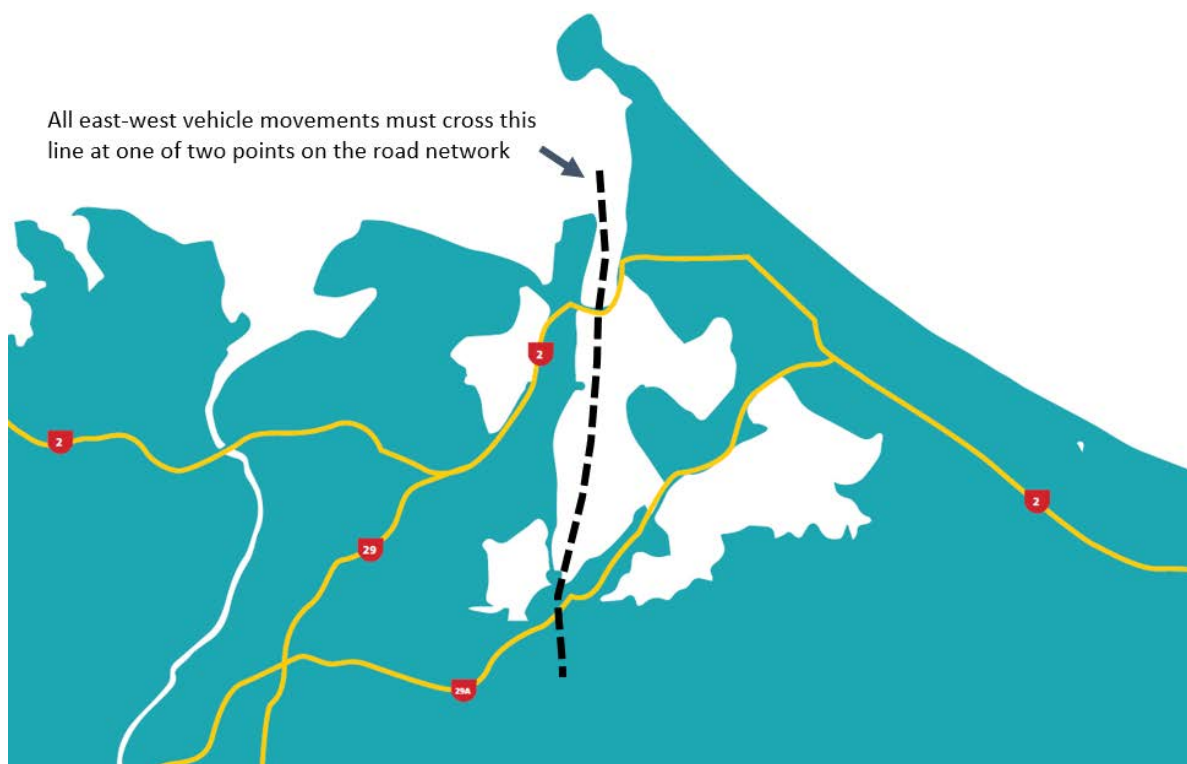 All east-west vehicle movements must cross this
line at one of two points on the road network
2
2
2
29
29A